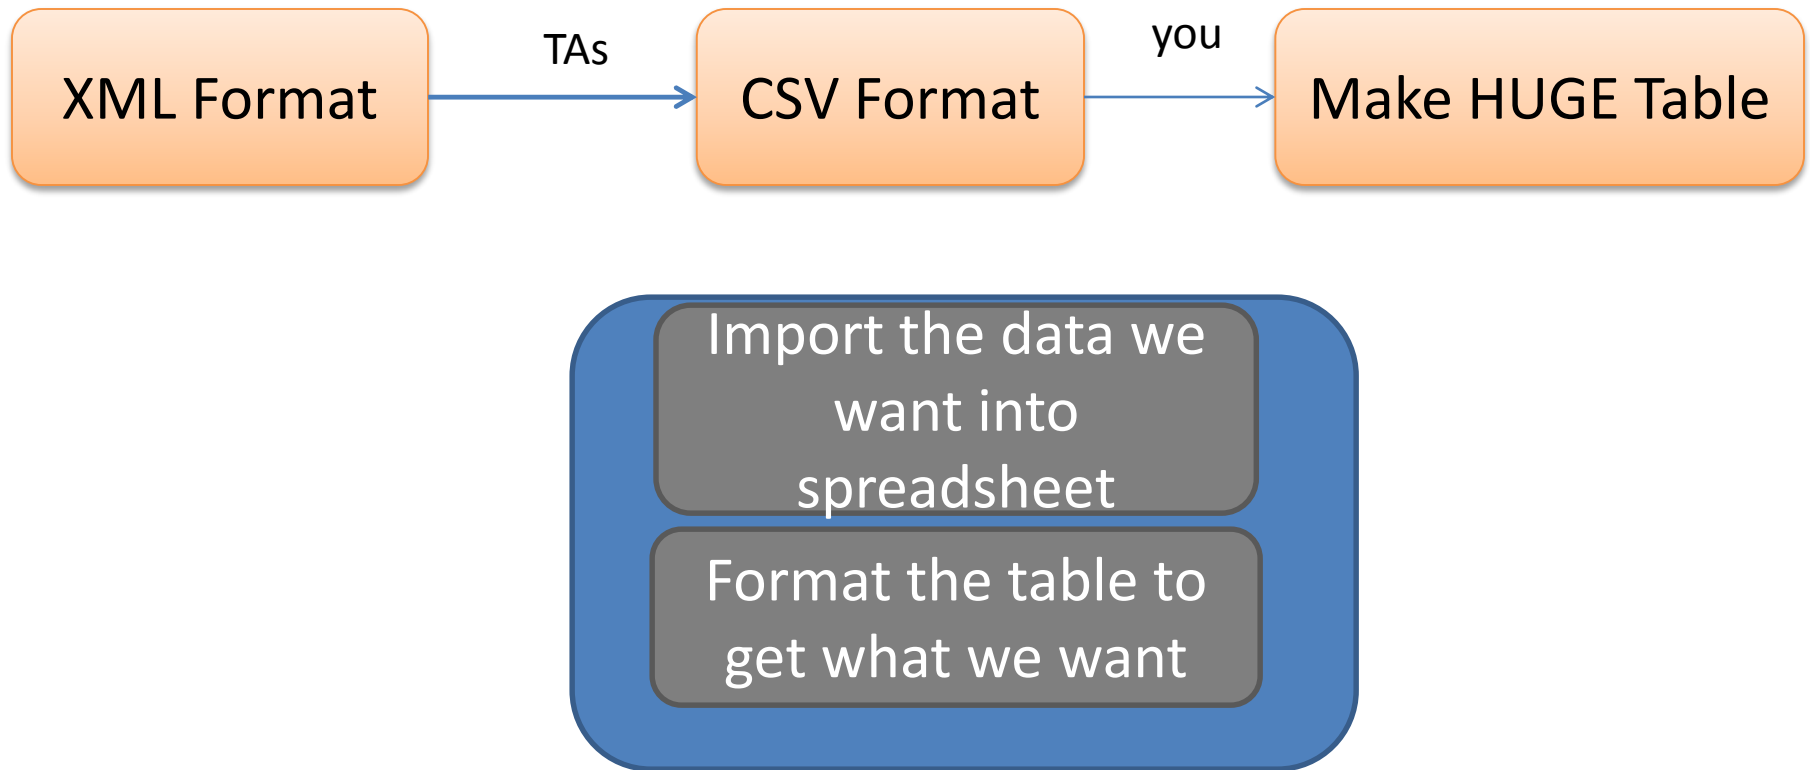 XML Format
TAs
CSV Format
you
Make HUGE Table
Import the data we
want into
spreadsheet
Format the table to
get what we want